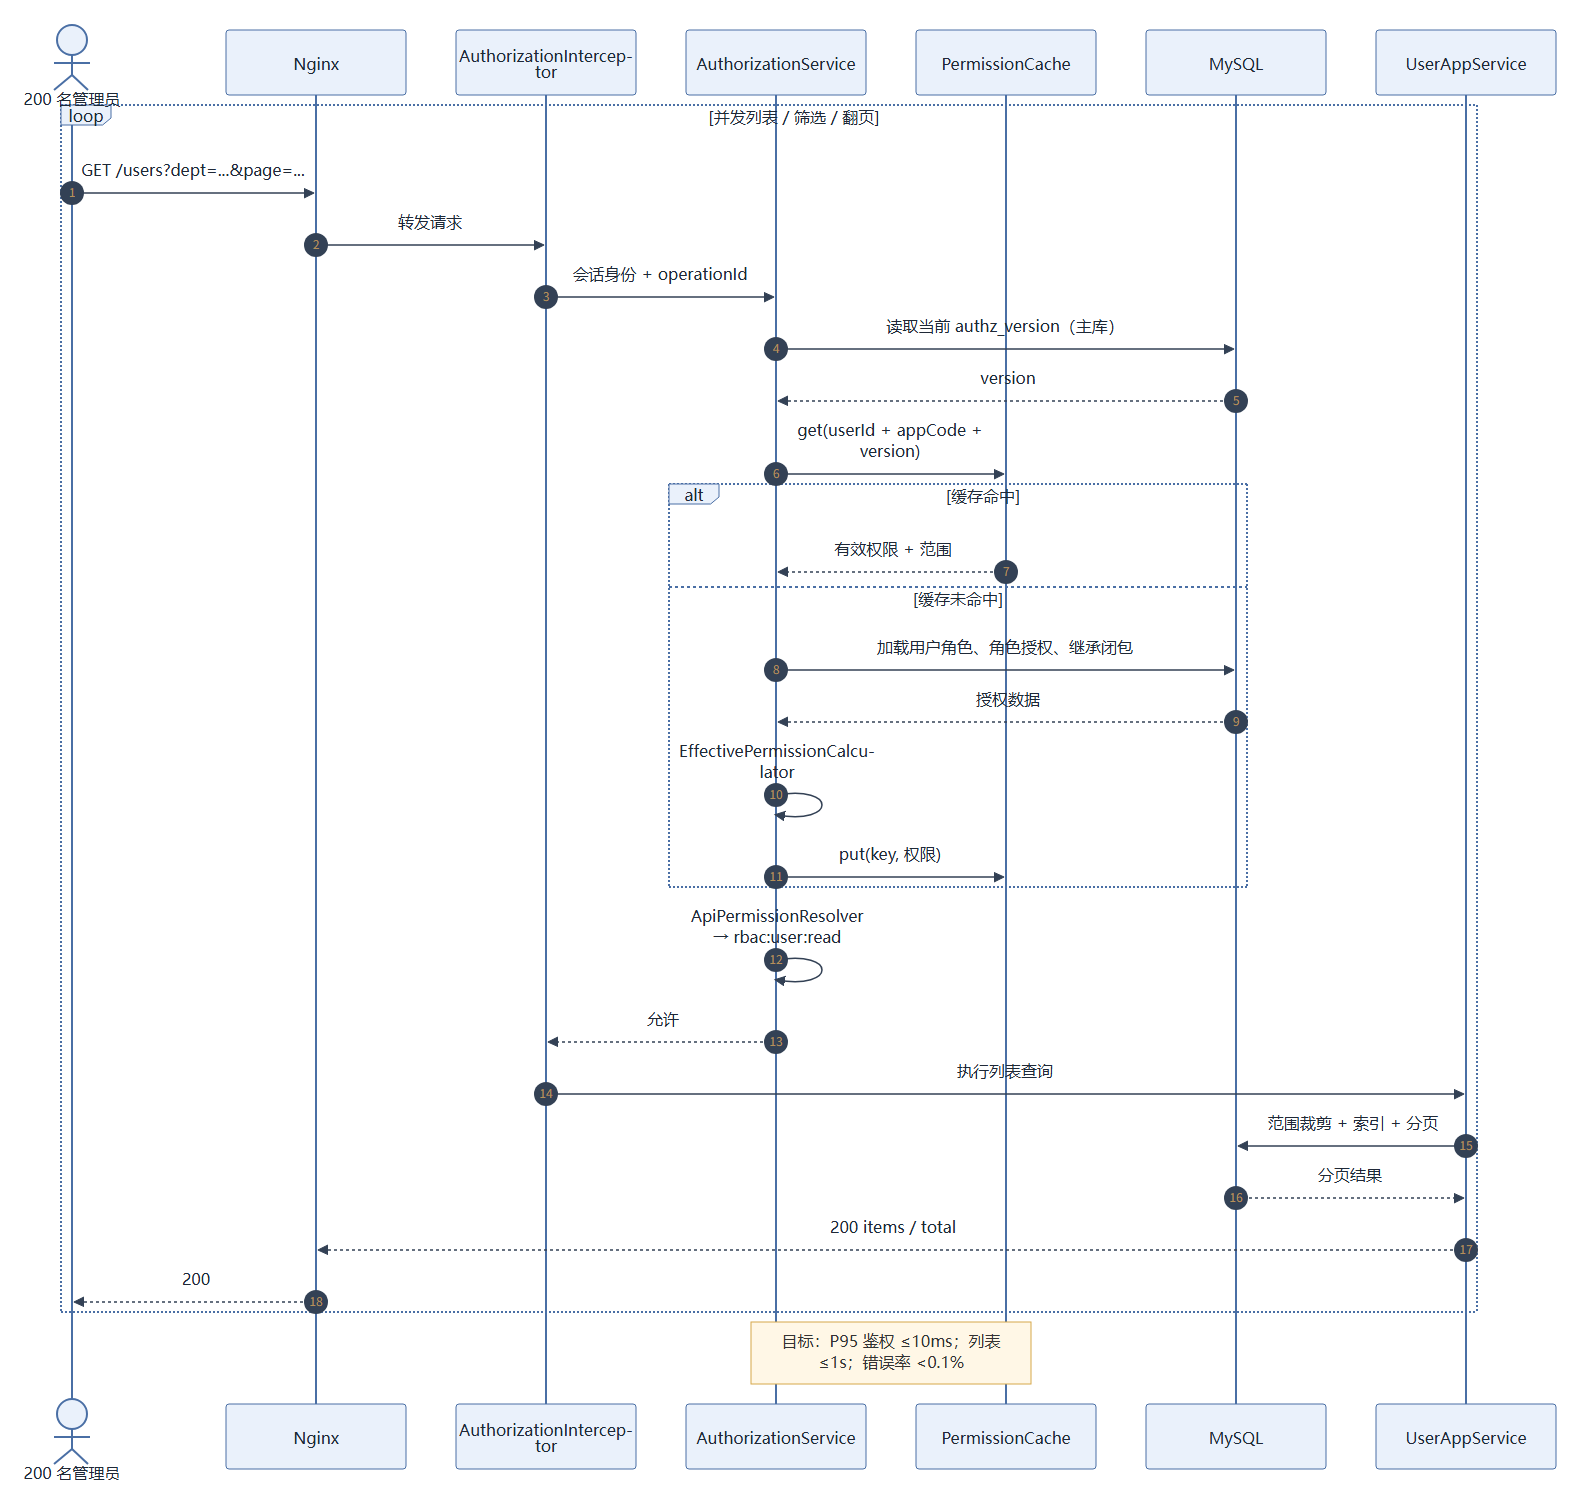 200 名管理员
Nginx
AuthorizationIntercep-
tor
AuthorizationService
PermissionCache
MySQL
UserAppService
loop
[并发列表 / 筛选 / 翻页]
GET /users?dept=...&page=...
1
转发请求
2
会话身份 + operationId
3
读取当前 authz_version（主库）
4
version
5
get(userId + appCode +
version)
6
alt
[缓存命中]
有效权限 + 范围
7
[缓存未命中]
加载用户角色、角色授权、继承闭包
8
授权数据
9
EffectivePermissionCalcu-
lator
10
put(key, 权限)
11
ApiPermissionResolver
→ rbac:user:read
12
允许
13
执行列表查询
14
范围裁剪 + 索引 + 分页
15
分页结果
16
200 items / total
17
200
18
目标：P95 鉴权 ≤10ms；列表
≤1s；错误率 <0.1%
200 名管理员
Nginx
AuthorizationIntercep-
tor
AuthorizationService
PermissionCache
MySQL
UserAppService